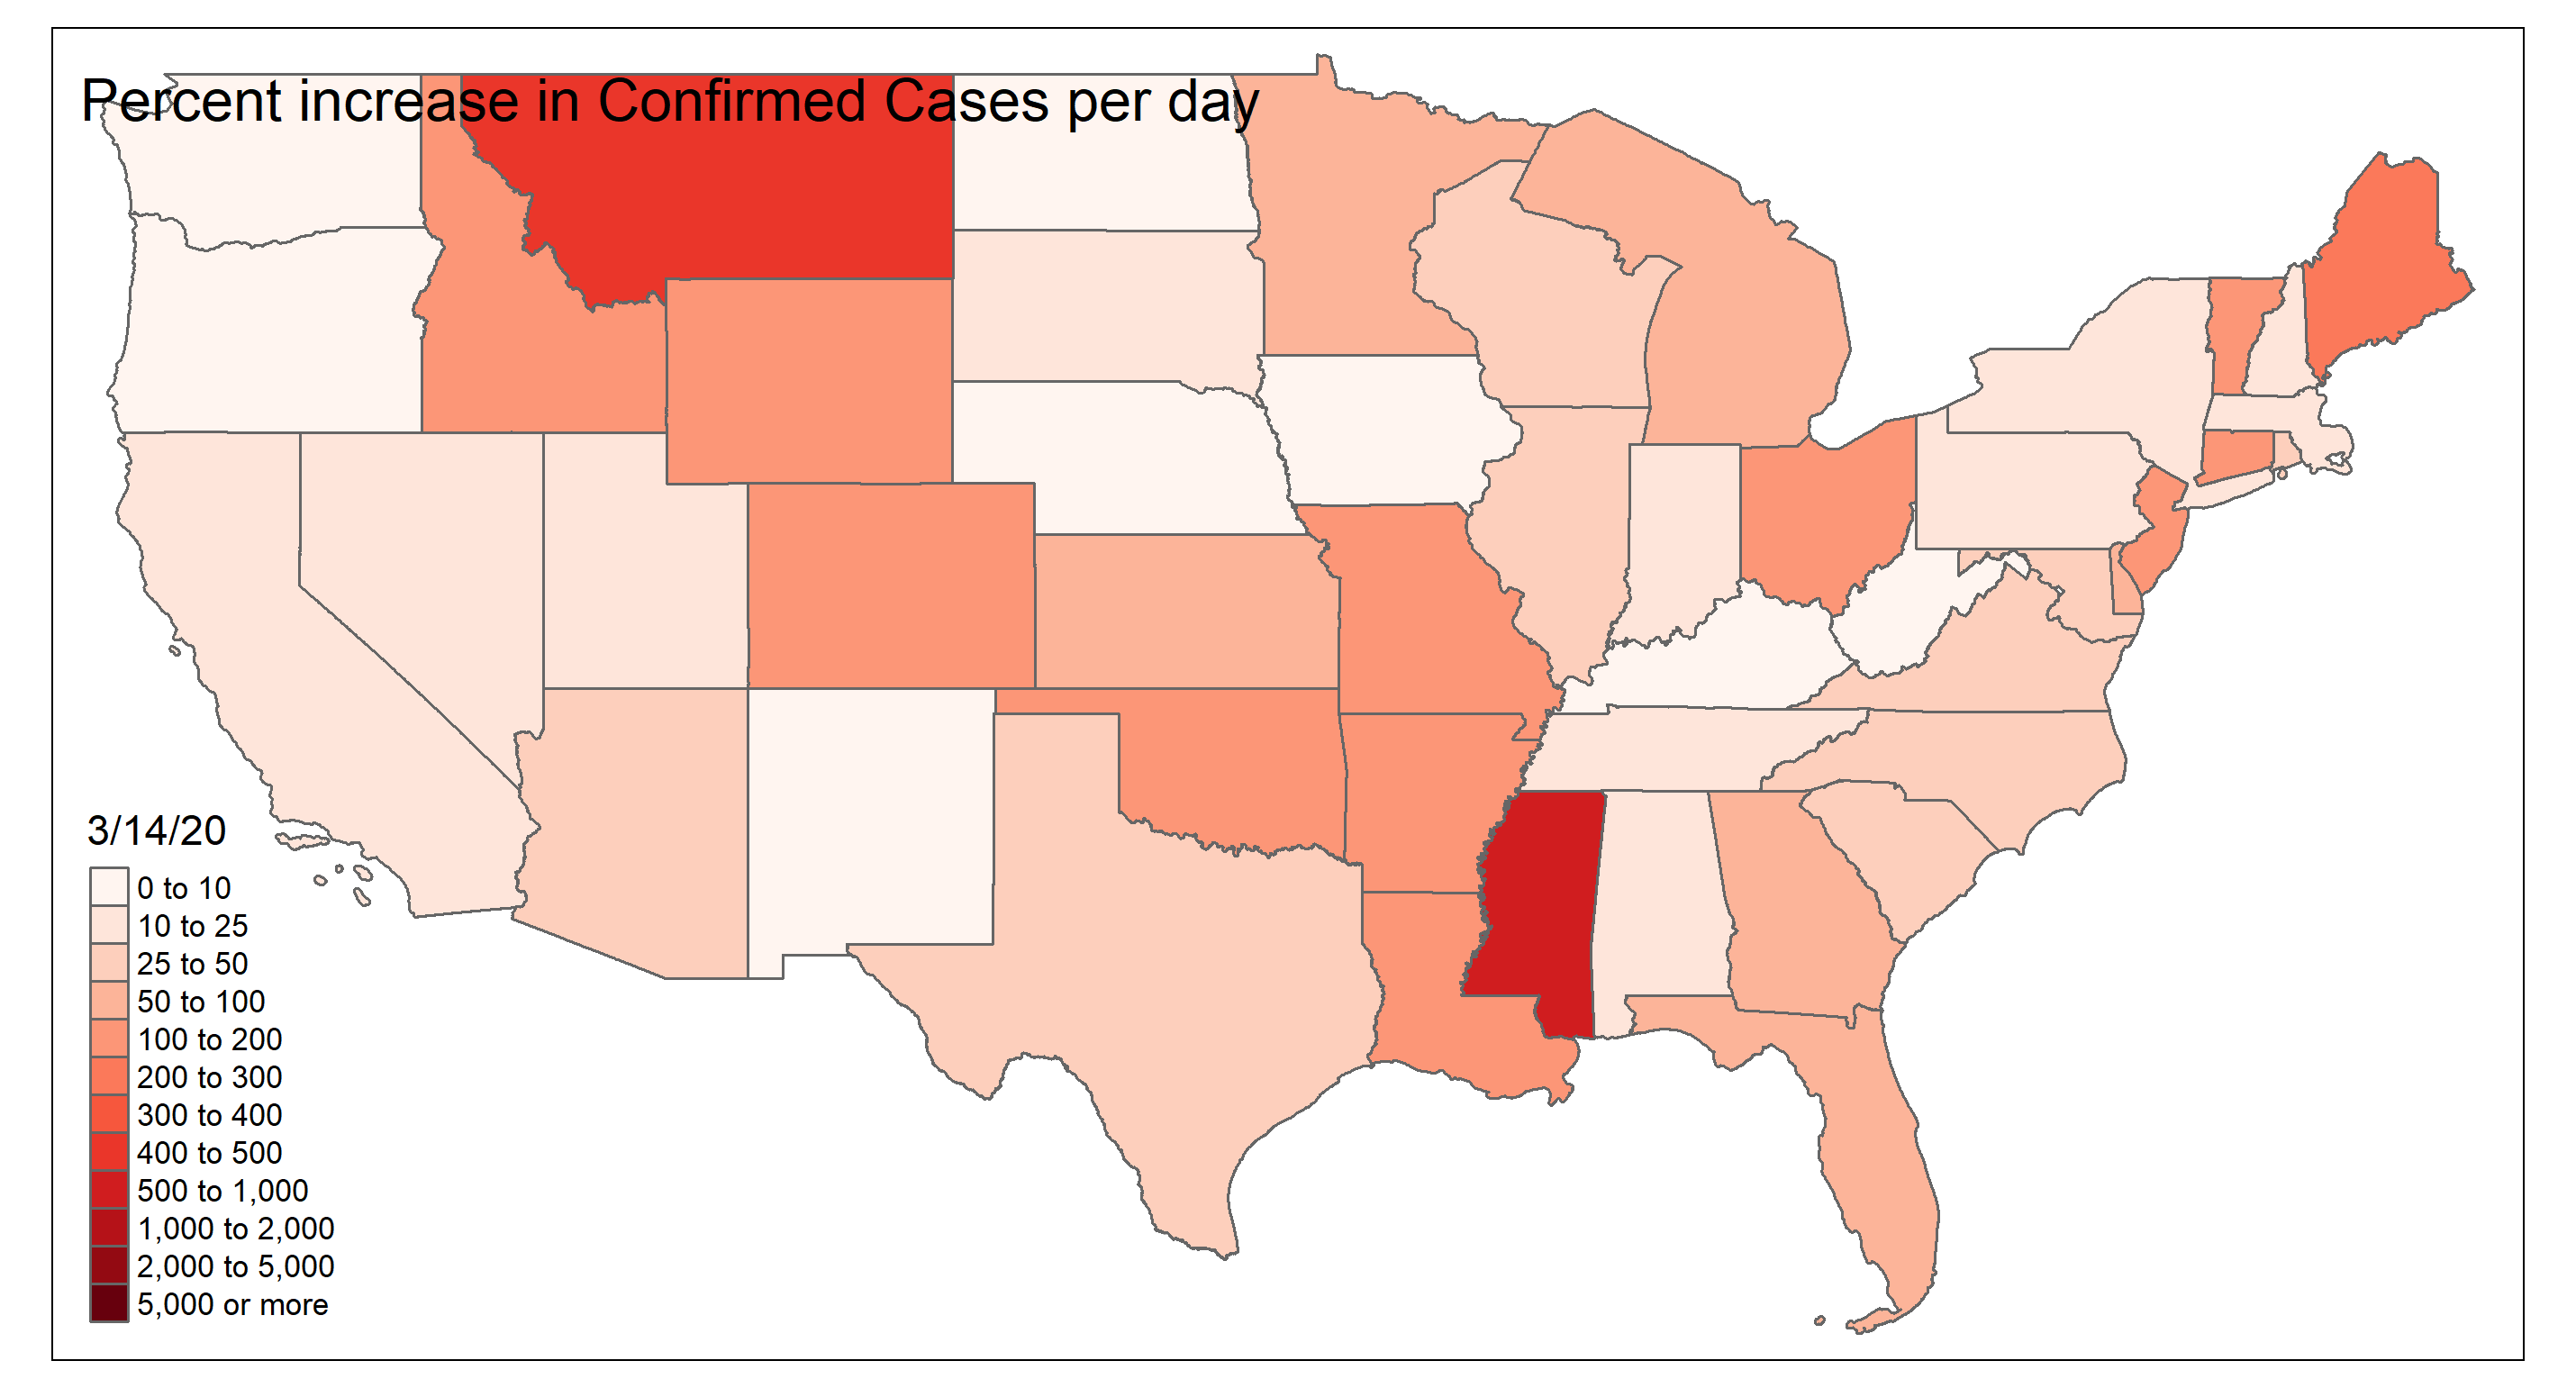 Percent increase in Confirmed Cases per day
3/14/20
0 to 10
10 to 25
25 to 50
50 to 100
100 to 200
200 to 300
300 to 400
400 to 500
500 to 1,000
1,000 to 2,000
2,000 to 5,000
5,000 or more